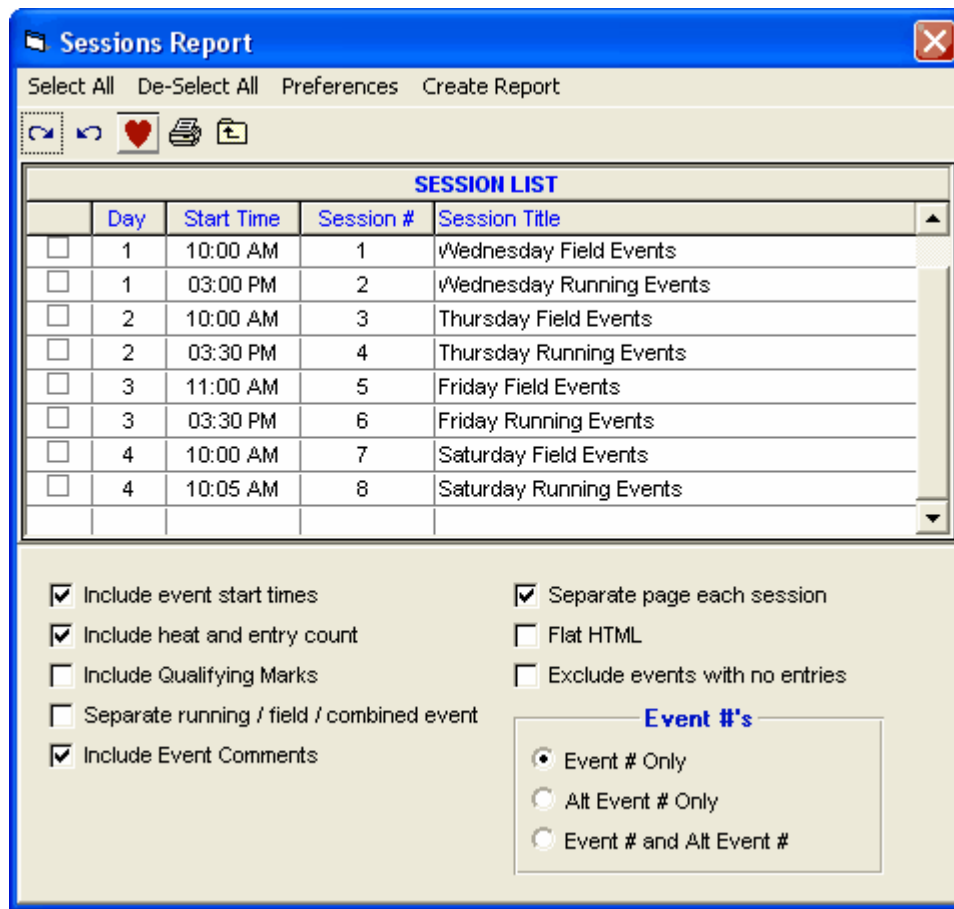 Sessions Report
Select All De-Select All Preferences Create Report
SESSION LIST
Day Start Time Session # Session Title
1 10:00 AM 1 Wednesday Field Events
1 03:00 PM 2 Wednesday Running Events
2 10:00 AM 3 Thursday Field Events
2 03:30 PM 4 Thursday Running Events
3 11:00 AM 5 Friday Field Events
3 03:30 PM 6 Friday Running Events
4 10:00 AM 7 Saturday Field Events
4 10:05 AM 8 Saturday Running Events
Include event start times
Include heat and entry count
Include Qualifying Marks
Separate running / field / combined event
Include Event Comments
Separate page each session
Flat HTML
Exclude events with no entries
Event #'s
Event # Only
Alt Event # Only
Event # and Alt Event #